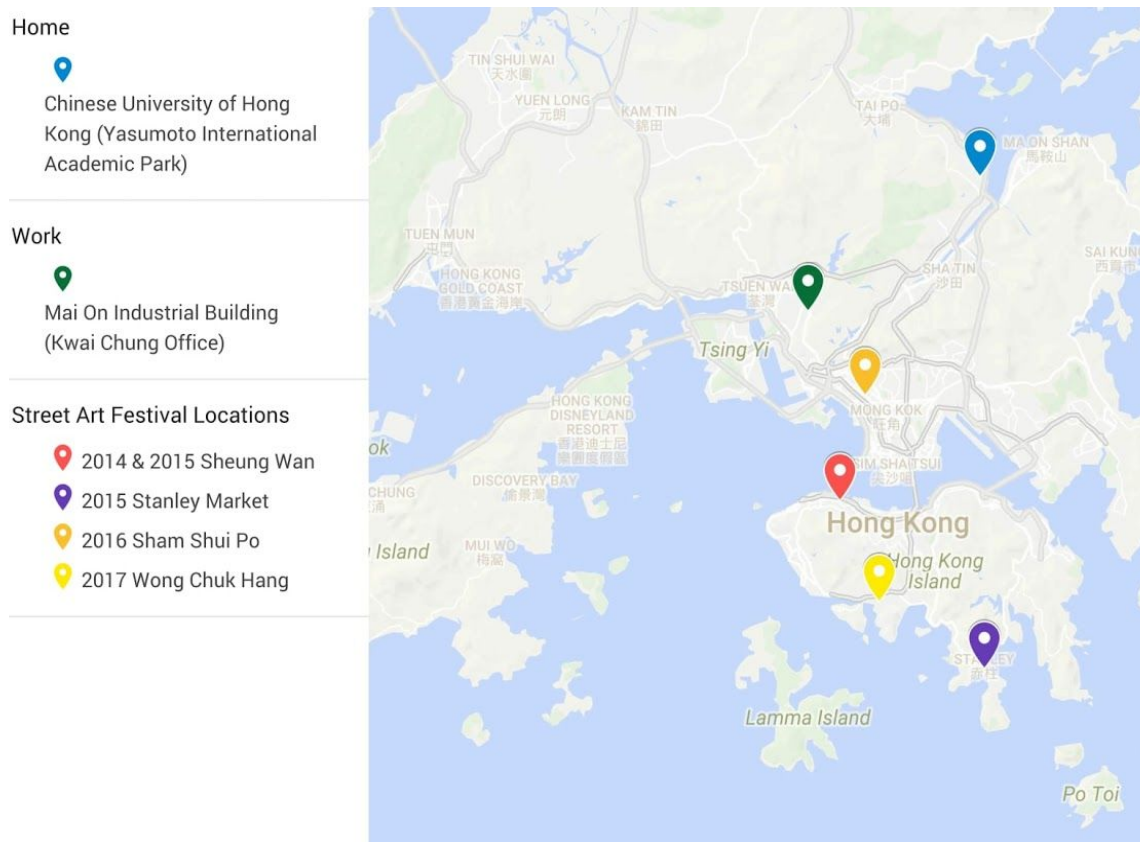 Home
Chinese University of Hong
Kong (Yasumoto International
Academic Park)
Work
Mai On Industrial Building
(Kwai Chung Office)
Street Art Festival Locations
2014 & 2015 Sheung Wan
2015 Stanley Market
2016 Sham Shui Po
2017 Wong Chuk Hang
TIN SHUI WAI
天水圍
YUEN LONG
元朗
KAM TIN
錦田
TAI PO
大埔
MA ON SHAN
馬鞍山
TUEN MUN
屯門
HONG KONG
GOLD COAST
香港黃金海岸
TSUEN WA
荃灣
SHA TIN
沙田
SAI KUN
西貢市
Tsing Yi
HONG KONG
DISNEYLAND
RESORT
香港迪士尼
樂園度假區
MONG KOK
旺角
SIM SHA TSUI
尖沙咀
ok
CHUNG
東涌
DISCOVERY BAY
愉景灣
Hong Kong
Island
MUI WO
梅窩
Hong Kong
Island
STANLEY
赤柱
Lamma Island
Po Toi